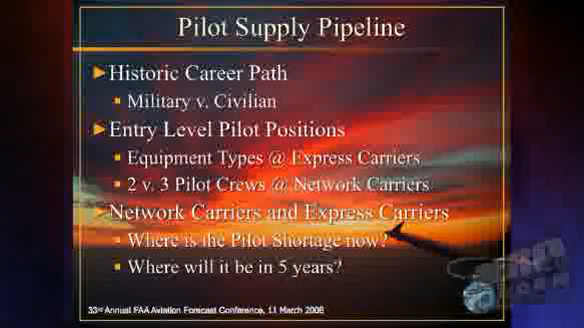 Pilot Supply Pipeline
Historic Career Path
Military v. Civilian
Entry Level Pilot Positions
Equipment Types @ Express Carriers
2 v. 3 Pilot Crews @ Network Carriers
Network Carriers and Express Carriers
Where is the Pilot Shortage now?
Where will it be in 5 years?
33rd Annual FAA Aviation Forecast Conference, 11 March 2008